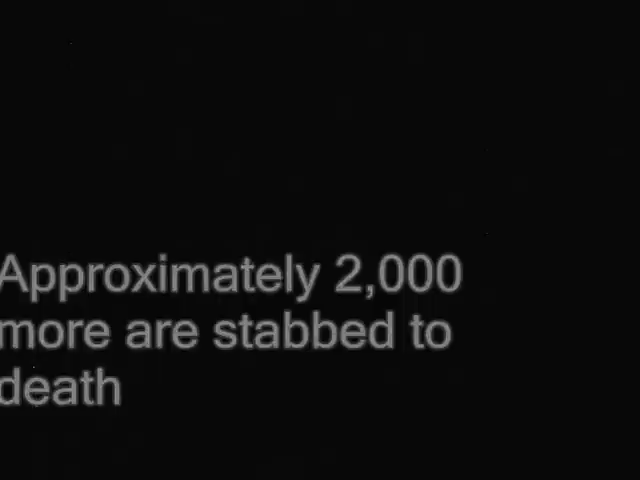 Approximately 2,000
more are stabbed to
death